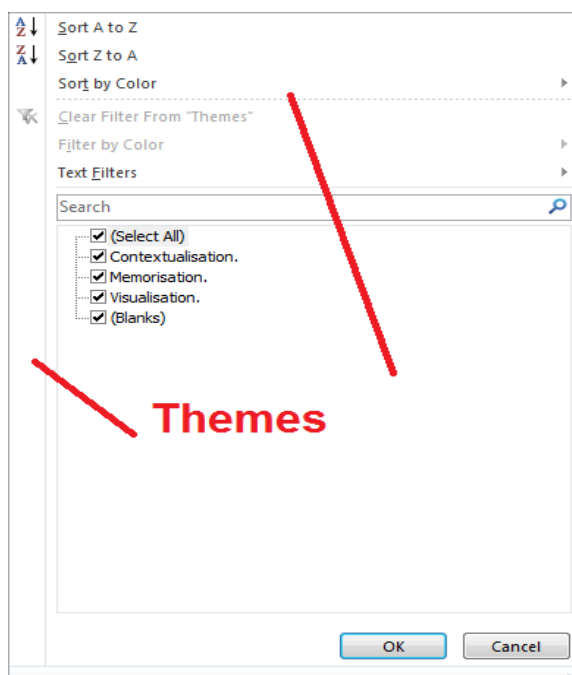 Sort A to Z
Sort Z to A
Sort by Color
Clear Filter From "Themes"
Filter by Color
Text Filters
Search
(Select All)
Contextualisation.
Memorisation.
Visualisation.
(Blanks)
Themes
OK Cancel